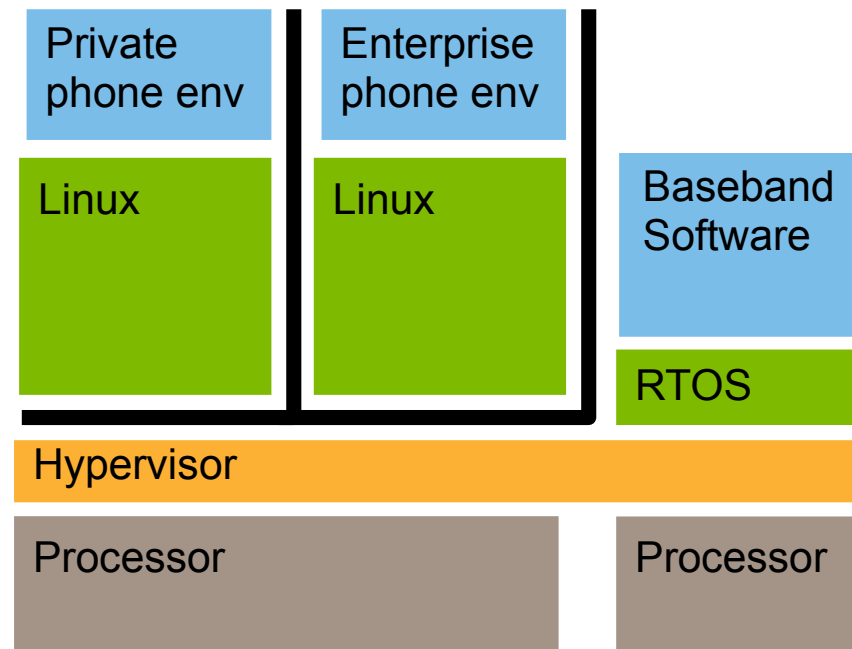 Private
phone env
Enterprise
phone env
Linux
Linux
Baseband
Software
RTOS
Hypervisor
Processor
Processor